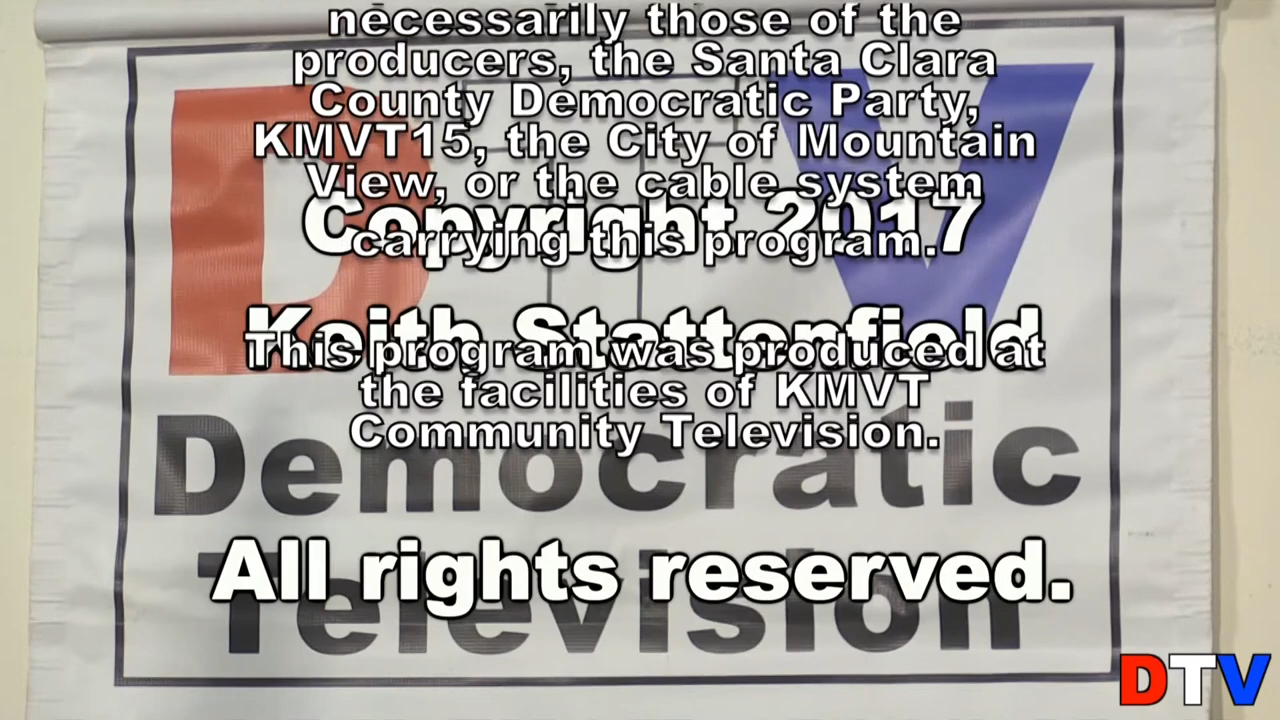 necessarily those of the
producers, the Santa Clara
County Democratic Party,
KMVT15, the City of Mountain
View, or the cable system
carrying this program.
Copyright 2017
Keith Stattenfield
This program was produced at
the facilities of KMVT
Community Television.
All rights reserved.
DTV
Democratic
Television
DTV